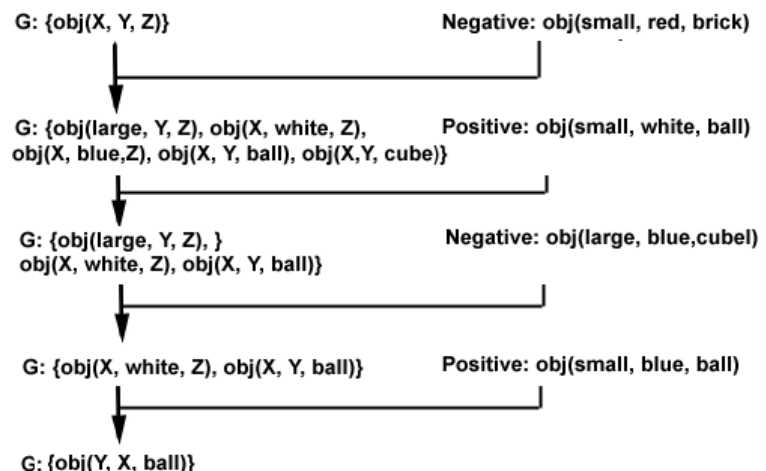 G: {obj(X, Y, Z)}
Negative: obj(small, red, brick)
G: {obj(large, Y, Z), obj(X, white, Z),
obj(X, blue,Z), obj(X, Y, ball), obj(X,Y, cube)}
Positive: obj(small, white, ball)
G: {obj(large, Y, Z), }
obj(X, white, Z), obj(X, Y, ball)}
Negative: obj(large, blue,cubel)
G: {obj(X, white, Z), obj(X, Y, ball)}
Positive: obj(small, blue, ball)
G: {obj(Y, X, ball)}